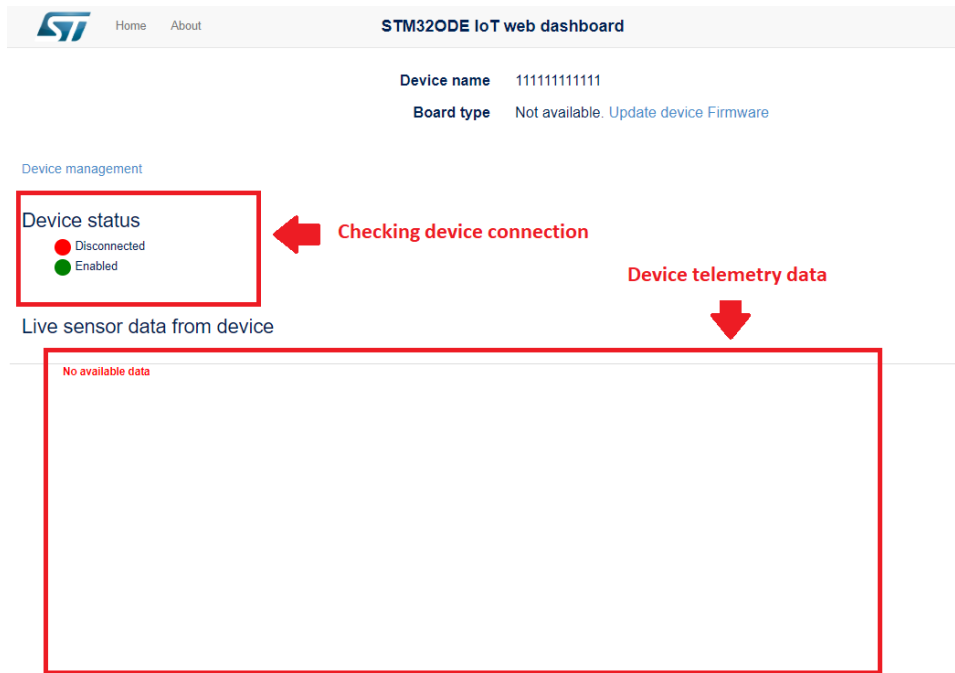 ST Home About STM32ODE IoT web dashboard
Device name 111111111111
Board type Not available. Update device Firmware
Device management
Device status
Disconnected
Enabled
Checking device connection
Device telemetry data
Live sensor data from device
No available data